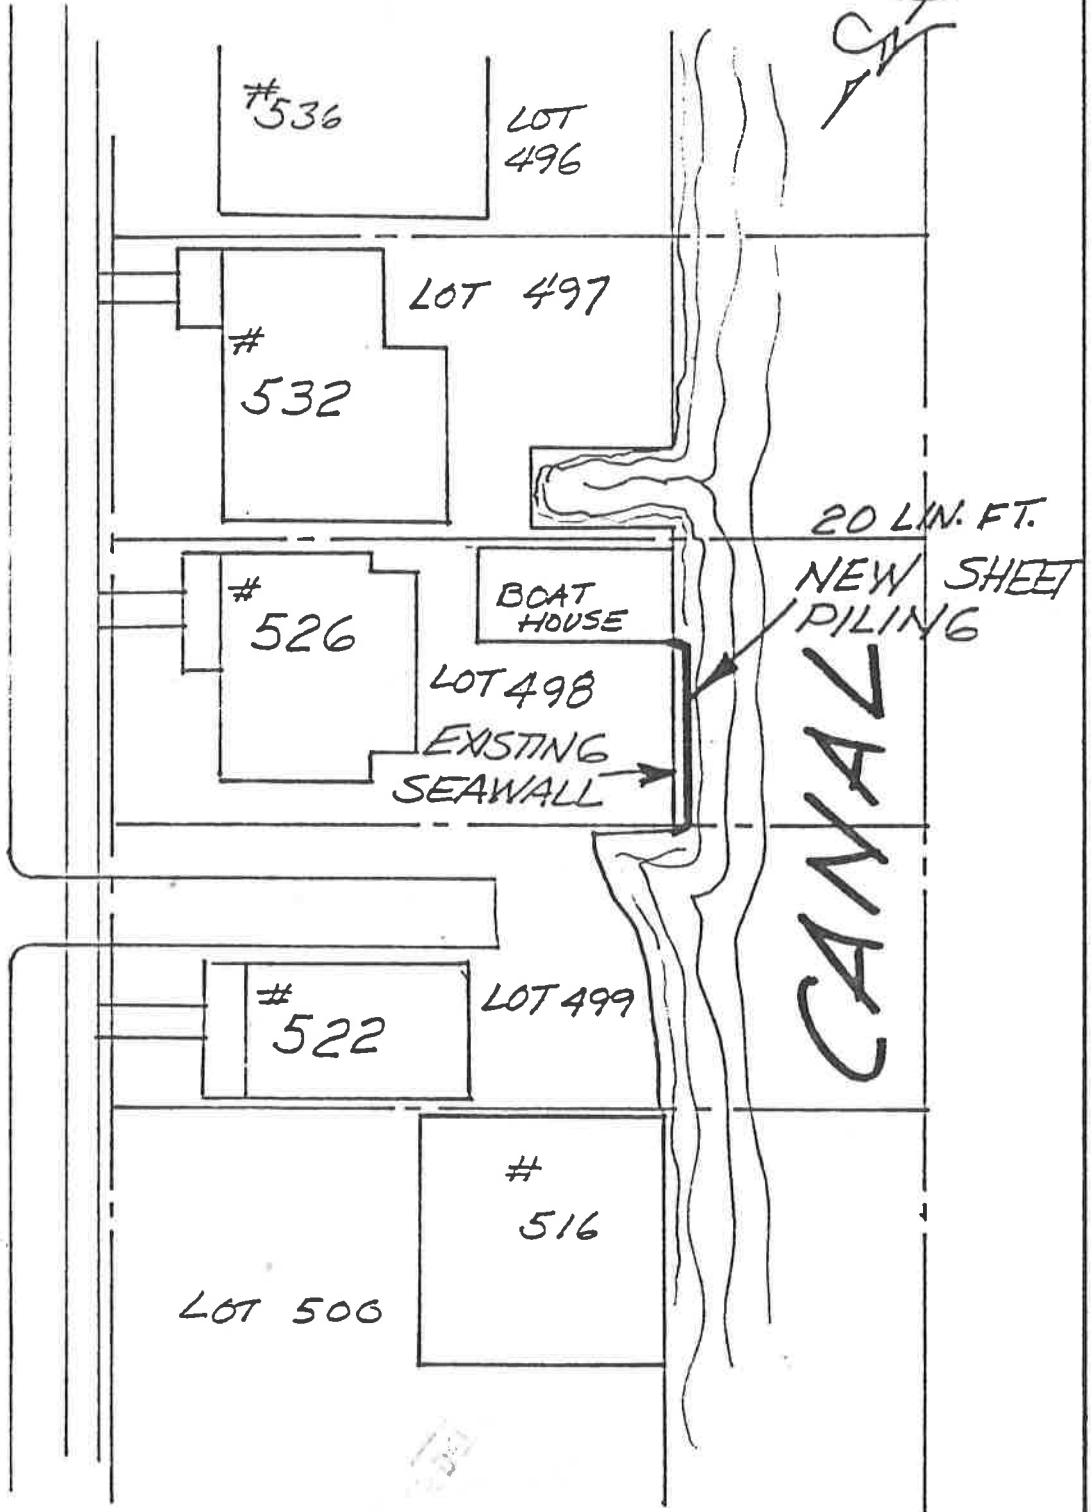 #536
LOT
496
LOT 497
#
532
20 LIN. FT.
NEW SHEET
PILING
BOAT
HOUSE
#
526
LOT 498
EXISTING
SEAWALL
CANAL
#
522
LOT 499
#
516
LOT 500